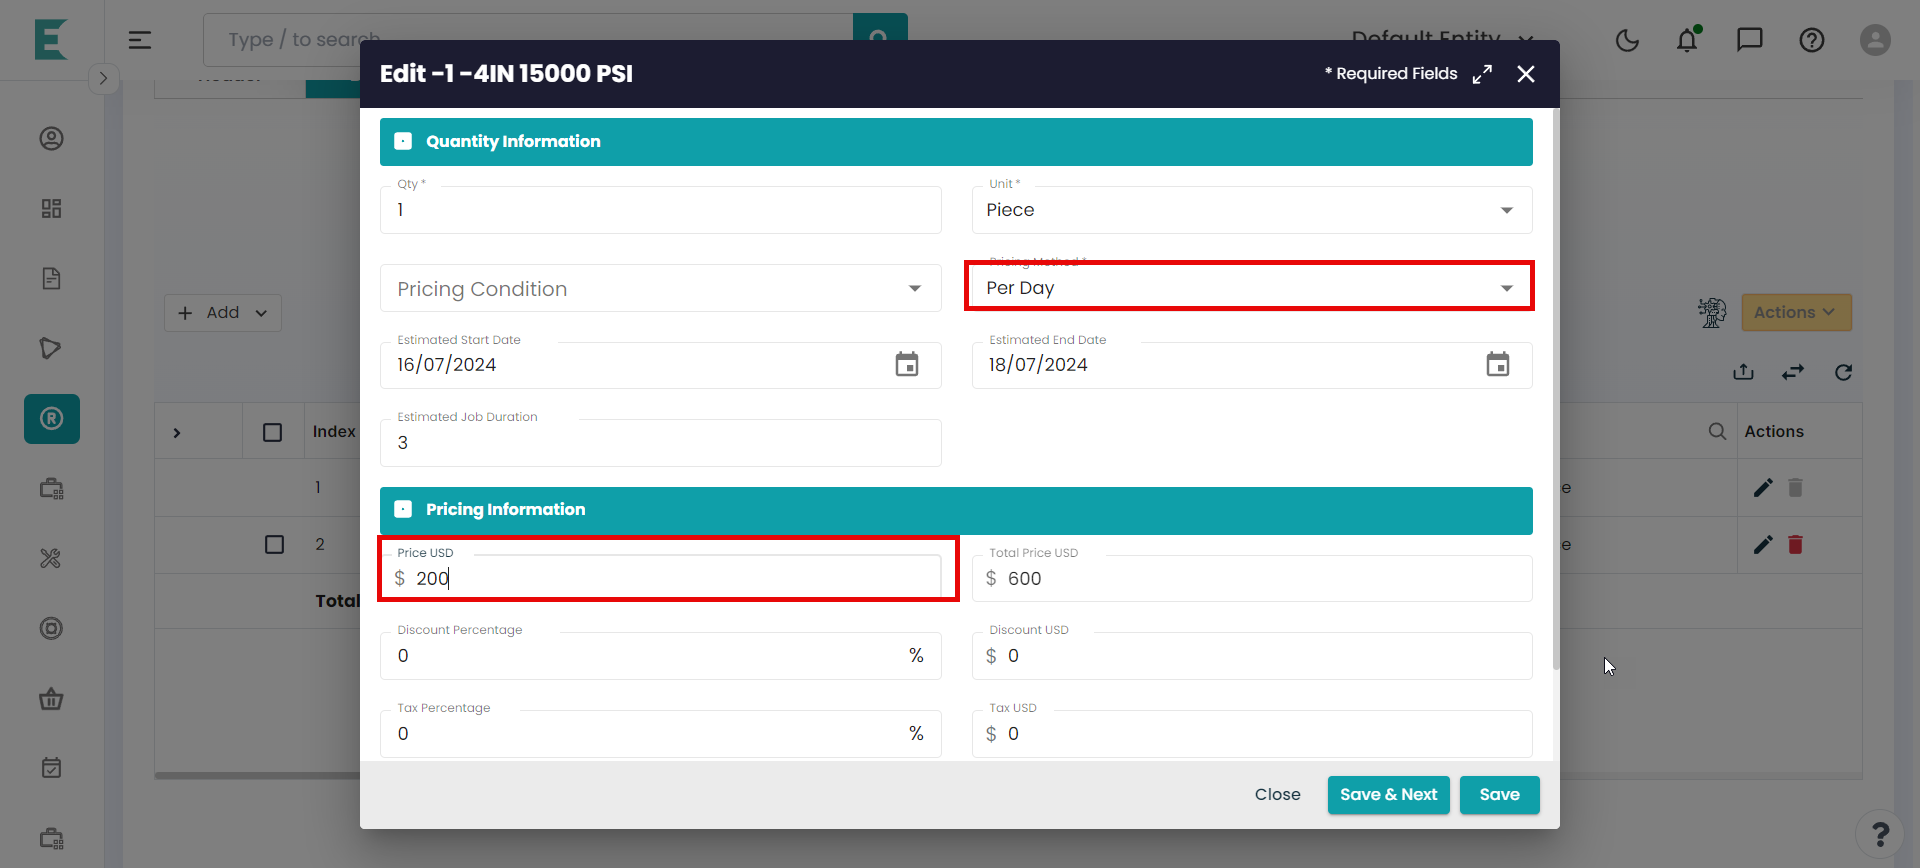 Type / to search
Default Entity
Edit -1 -4IN 15000 PSI
* Required Fields
Quantity Information
Qty *
1
Unit *
Piece
Pricing Condition
Pricing Method *
Per Day
Add
Actions
Estimated Start Date
16/07/2024
Estimated End Date
18/07/2024
Estimated Job Duration
3
Index
Actions
1
e
2
e
Total
Pricing Information
Price USD
$ 200
Total Price USD
$ 600
Discount Percentage
0 %
Discount USD
$ 0
Tax Percentage
0 %
Tax USD
$ 0
Close
Save & Next
Save
?